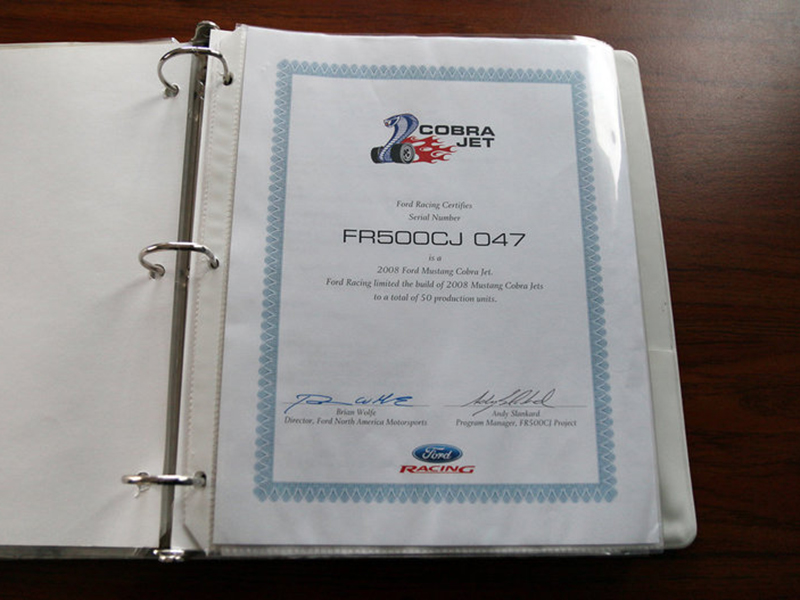 COBRA
JET
Ford Racing Certifies
Serial Number
FR500CJ 047
is a
2008 Ford Mustang Cobra Jet.
Ford Racing limited the build of 2008 Mustang Cobra Jets
to a total of 50 production units.
Brian Wolfe
Director, Ford North America Motorsports
Andy Slankard
Program Manager, FR500CJ Project
Ford
RACING